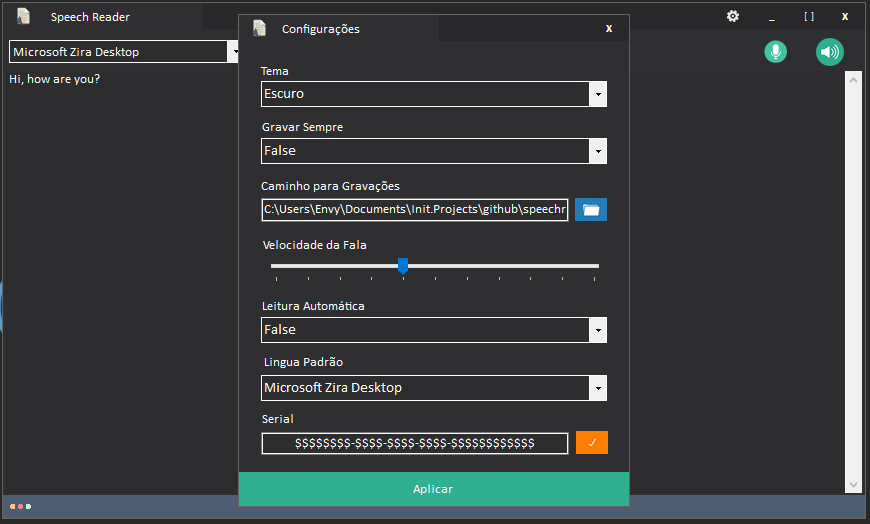 Speech Reader
_ [ ] x
Microsoft Zira Desktop
Hi, how are you?
Configurações
x
Tema
Escuro
Gravar Sempre
False
Caminho para Gravações
C:\Users\Envy\Documents\Init.Projects\github\speechr
Velocidade da Fala
Leitura Automática
False
Lingua Padrão
Microsoft Zira Desktop
Serial
$$$$$$$$-$$$$-$$$$-$$$$-$$$$$$$$$$$$
✓
Aplicar